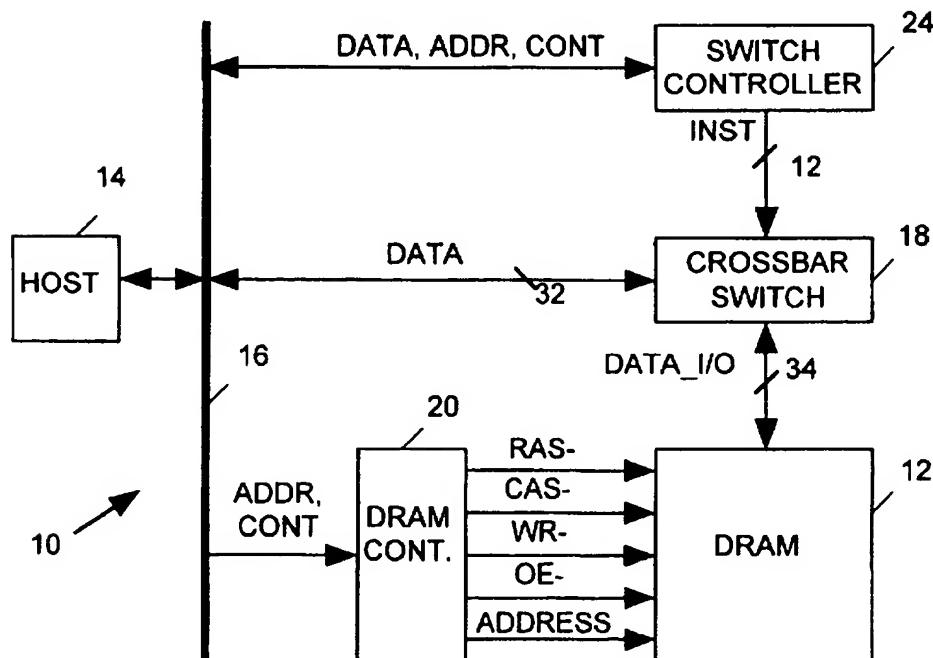 DATA, ADDR, CONT
SWITCH
CONTROLLER
24
INST
12
14
HOST
DATA
32
CROSSBAR
SWITCH
18
16
DATA_I/O
34
20
10
ADDR,
CONT
DRAM
CONT.
RAS-
CAS-
WR-
OE-
ADDRESS
DRAM
12